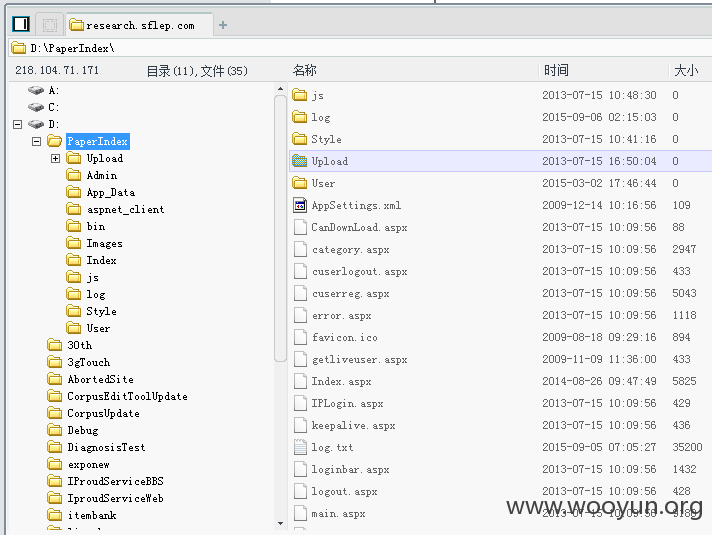 research.sflep.com
D:\PaperIndex\
218.104.71.171 目录(11),文件(35) 名称 时间 大小
A:
C:
D:
PaperIndex
Upload
Admin
App_Data
aspnet_client
bin
Images
Index
js
log
Style
User
30th
3gTouch
AbortedSite
CorpusEditToolUpdate
CorpusUpdate
Debug
DiagnosisTest
exponew
IProudServiceBBS
IproudServiceWeb
itembank
js 2013-07-15 10:48:30 0
log 2015-09-06 02:15:03 0
Style 2013-07-15 10:41:16 0
Upload 2013-07-15 16:50:04 0
User 2015-03-02 17:46:44 0
AppSettings.xml 2009-12-14 10:16:56 109
CanDownLoad.aspx 2013-07-15 10:09:56 88
category.aspx 2013-07-15 10:09:56 2947
cuserlogout.aspx 2013-07-15 10:09:56 433
cuserreg.aspx 2013-07-15 10:09:56 5043
error.aspx 2013-07-15 10:09:56 1118
favicon.ico 2009-08-18 09:29:16 894
getliveuser.aspx 2009-11-09 11:36:00 433
Index.aspx 2014-08-26 09:47:49 5825
IPLogin.aspx 2013-07-15 10:09:56 429
keepalive.aspx 2013-07-15 10:09:56 436
log.txt 2015-09-05 07:05:27 35200
loginbar.aspx 2013-07-15 10:09:56 1432
logout.aspx 2013-07-15 10:09:56 428
main.aspx 2013-07-15 10:09:56
www.wooyun.org